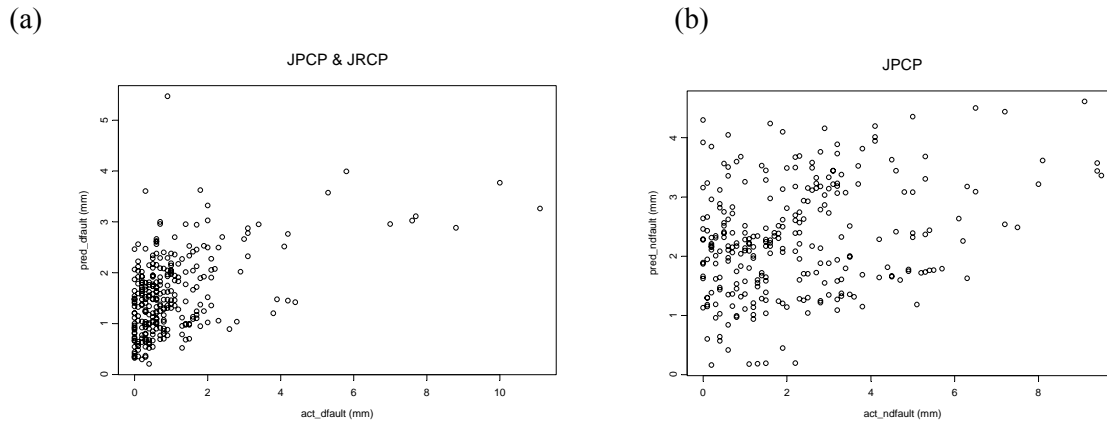 (a)
JPCP & JRCP
pred_dfault (mm)
5
4
3
2
1
0
0 2 4 6 8 10
act_dfault (mm)
(b)
JPCP
pred_ndfault (mm)
4
3
2
1
0
0 2 4 6 8
act_ndfault (mm)